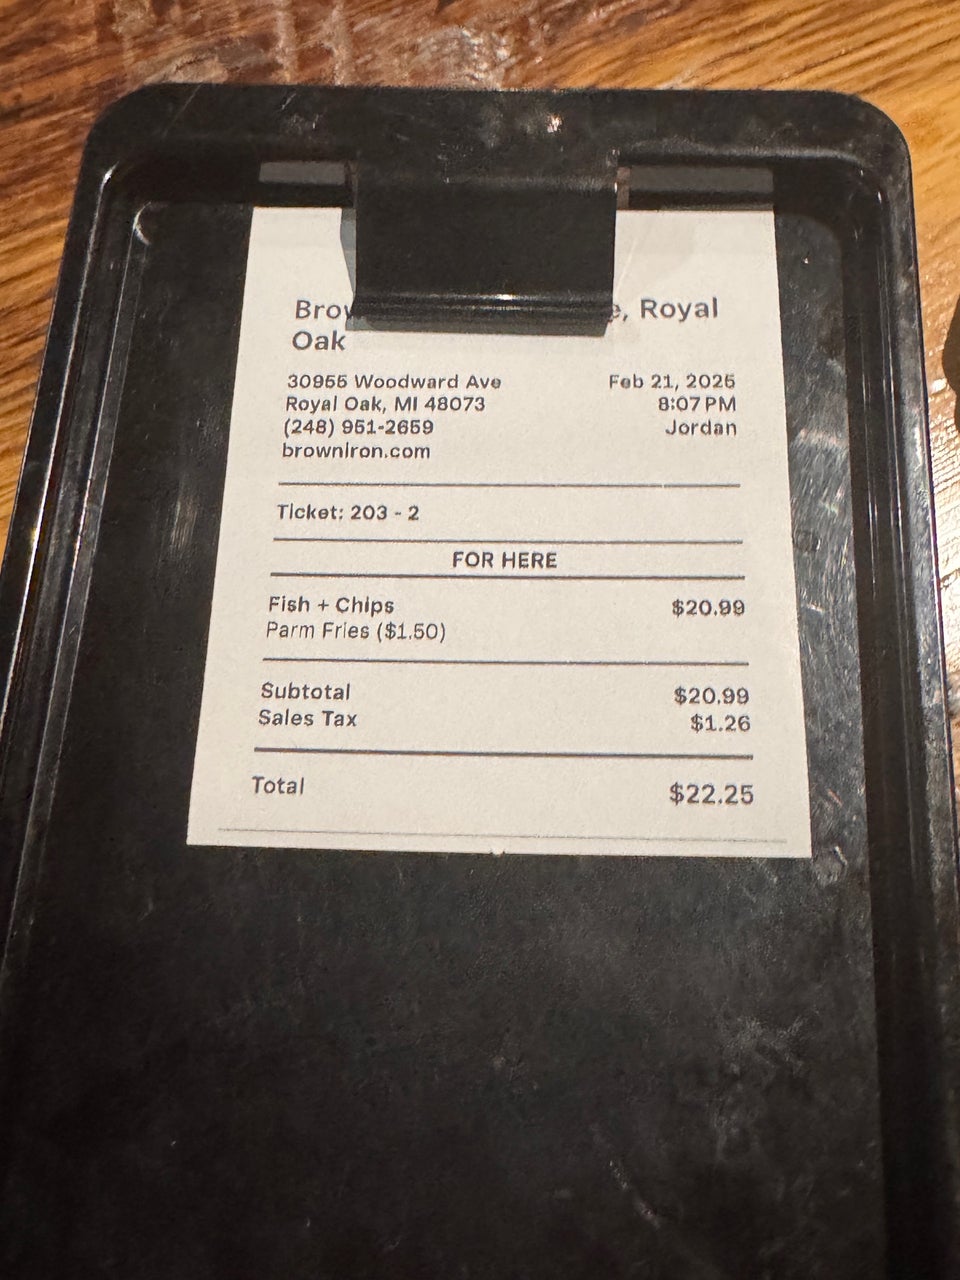 Royal
Oak
30955 Woodward Ave
Feb 21, 2025
Royal Oak, MI 48073
8:07 PM
(248) 951-2659
Jordan
browniron.com
Ticket: 203 - 2
FOR HERE
Fish + Chips $20.99
Parm Fries ($1.50)
Subtotal $20.99
Sales Tax $1.26
Total $22.25